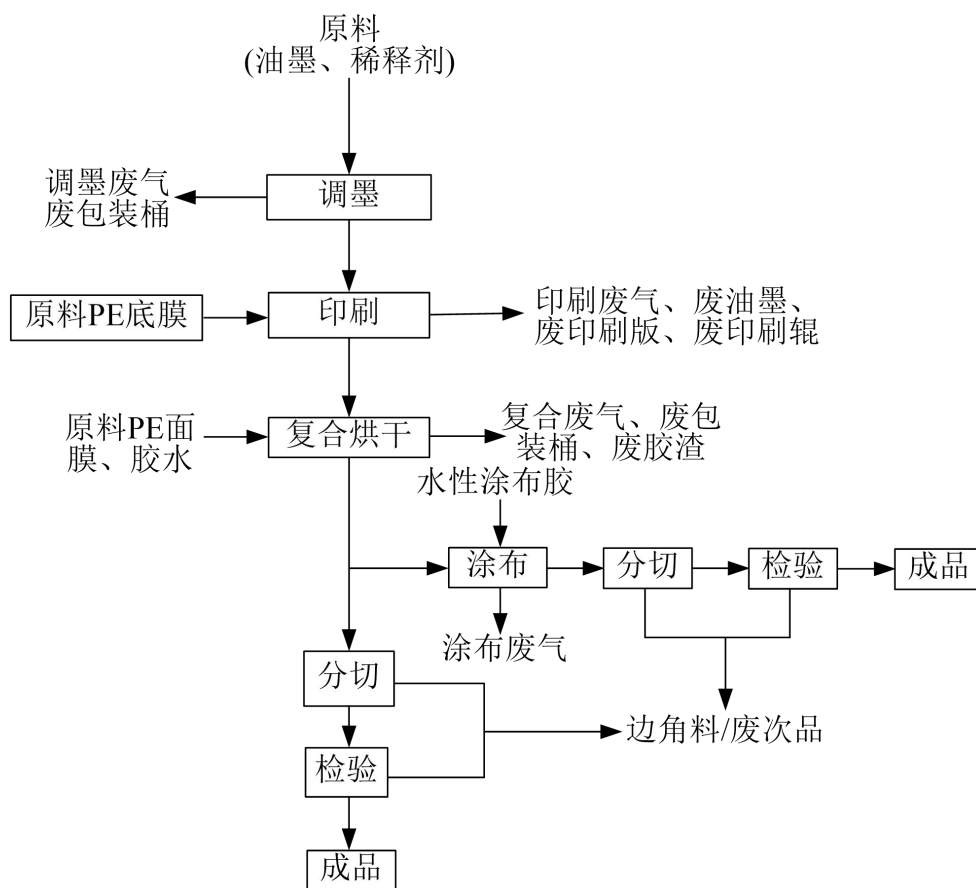 原料
(油墨、稀释剂)
调墨废气
废包装桶
调墨
原料PE底膜
印刷
印刷废气、废油墨、
废印刷版、废印刷辊
原料PE面
膜、胶水
复合烘干
复合废气、废包
装桶、废胶渣
水性涂布胶
涂布
分切
检验
成品
涂布废气
分切
边角料/废次品
检验
成品